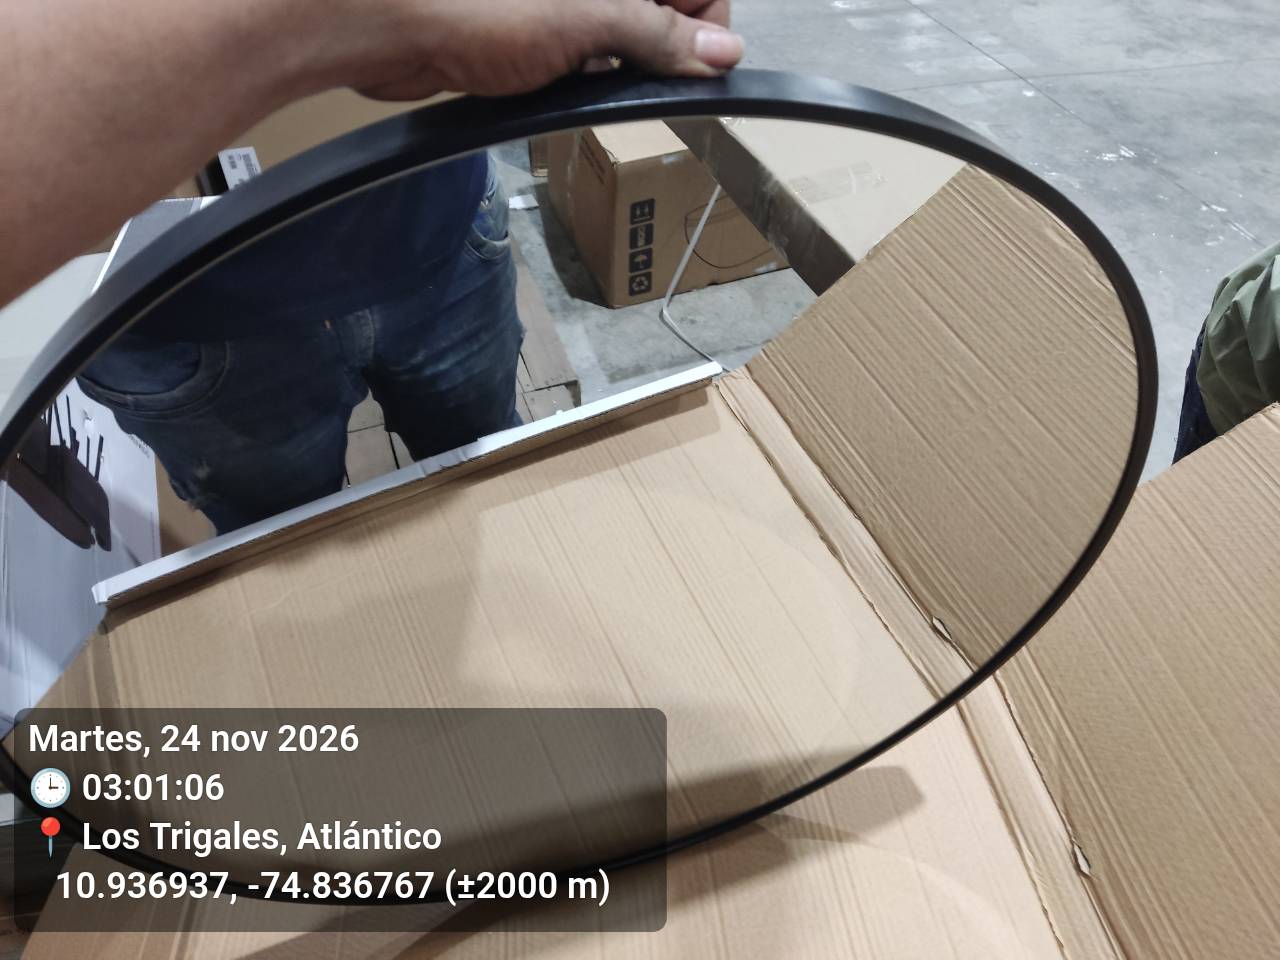 Martes, 24 nov 2026
03:01:06
Los Trigales, Atlántico
10.936937, -74.836767 (±2000 m)